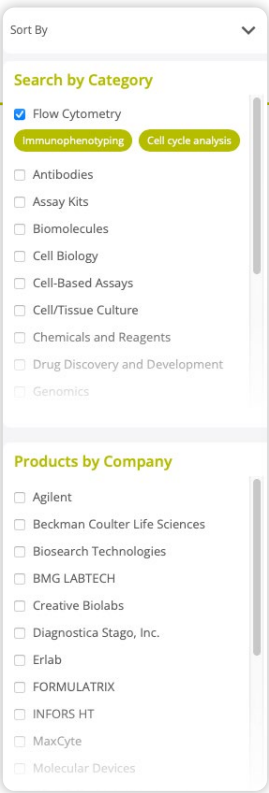 Sort By
Search by Category
Flow Cytometry
Immunophenotyping Cell cycle analysis
Antibodies
Assay Kits
Biomolecules
Cell Biology
Cell-Based Assays
Cell/Tissue Culture
Chemicals and Reagents
Drug Discovery and Development
Genomics
Products by Company
Agilent
Beckman Coulter Life Sciences
Biosearch Technologies
BMG LABTECH
Creative Biolabs
Diagnostica Stago, Inc.
Erlab
FORMULATRIX
INFORS HT
MaxCyte
Molecular Devices